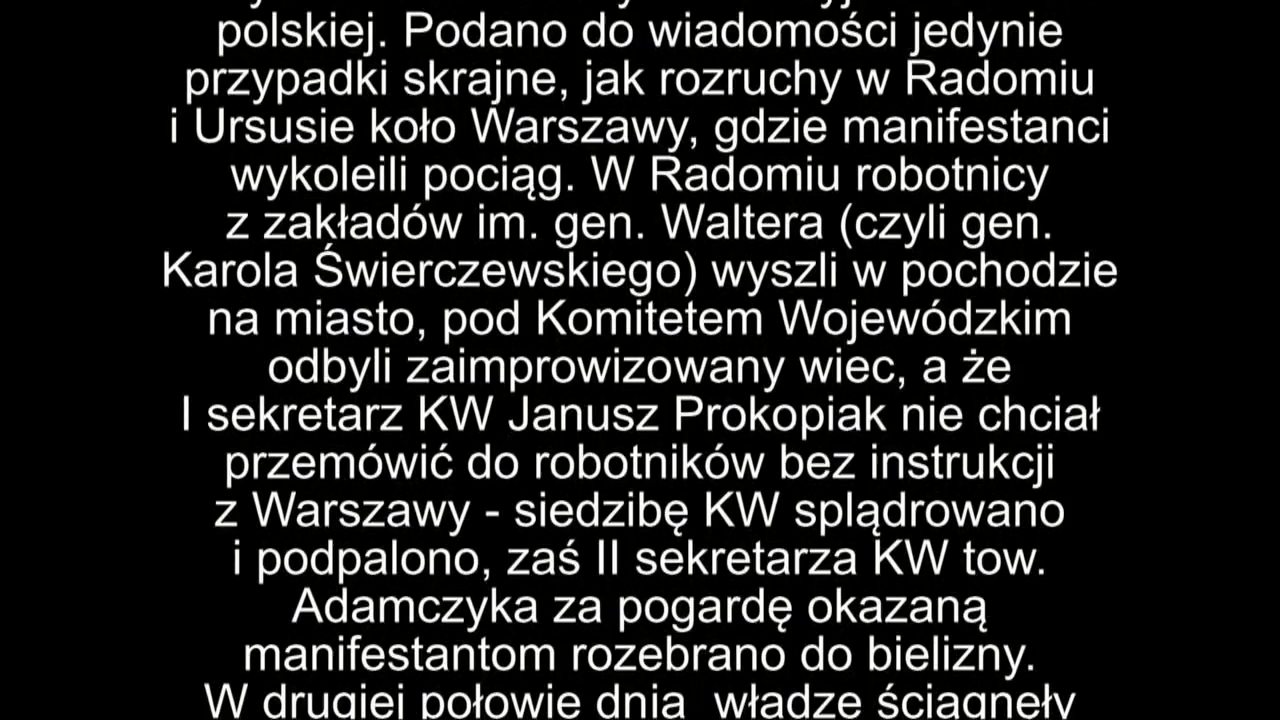 polskiej. Podano do wiadomości jedynie
przypadki skrajne, jak rozruchy w Radomiu
i Ursusie koło Warszawy, gdzie manifestanci
wykoleili pociąg. W Radomiu robotnicy
z zakładów im. gen. Waltera (czyli gen.
Karola Świerczewskiego) wyszli w pochodzie
na miasto, pod Komitetem Wojewódzkim
odbyli zaimprowizowany wiec, a że
I sekretarz KW Janusz Prokopiak nie chciał
przemówić do robotników bez instrukcji
z Warszawy - siedzibę KW splądrowano
i podpalono, zaś II sekretarza KW tow.
Adamczyka za pogardę okazaną
manifestantom rozebrano do bielizny.
W drugiej połowie dnia  władze ściągnęły